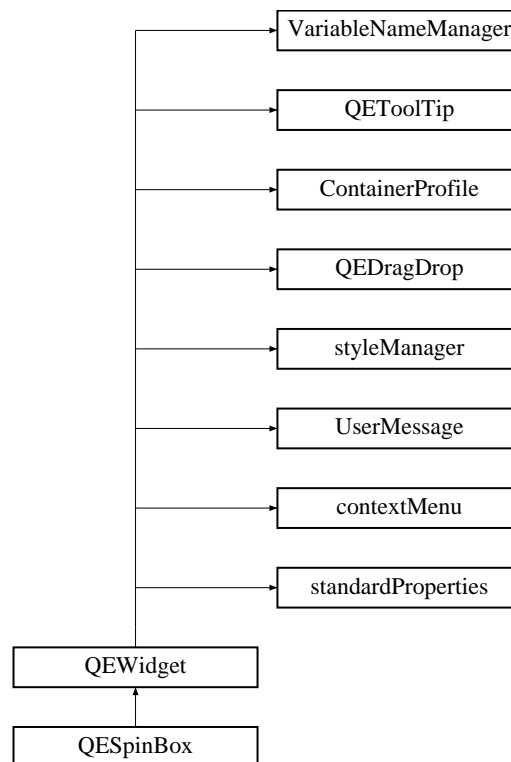 VariableNameManager
QEToolTip
ContainerProfile
QEDragDrop
styleManager
UserMessage
contextMenu
standardProperties
QEWidget
QESpinBox